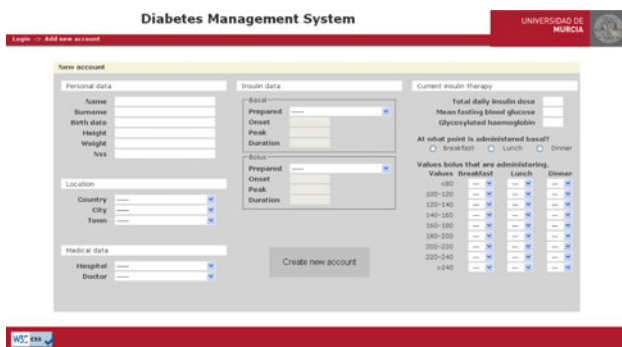 Diabetes Management System
UNIVERSIDAD DE
MURCIA
Login -> Add new account
New account
Personal data
Name
Surname
Birth date
Height
Weight
Nss
Location
Country -----
City -----
Town -----
Medical data
Hospital -----
Doctor -----
Insulin data
Basal
Prepared -----
Onset
Peak
Duration
Bolus
Prepared -----
Onset
Peak
Duration
Create new account
Current insulin therapy
Total daily insulin dose
Mean fasting blood glucose
Glycosylated haemoglobin
At what point is administered basal?
Breakfast Lunch Dinner
Values bolus that are administering.
Values Breakfast Lunch Dinner
<80 --- --- ---
100-120 --- --- ---
120-140 --- --- ---
140-160 --- --- ---
160-180 --- --- ---
180-200 --- --- ---
200-220 --- --- ---
220-240 --- --- ---
>240 --- --- ---
W3C css